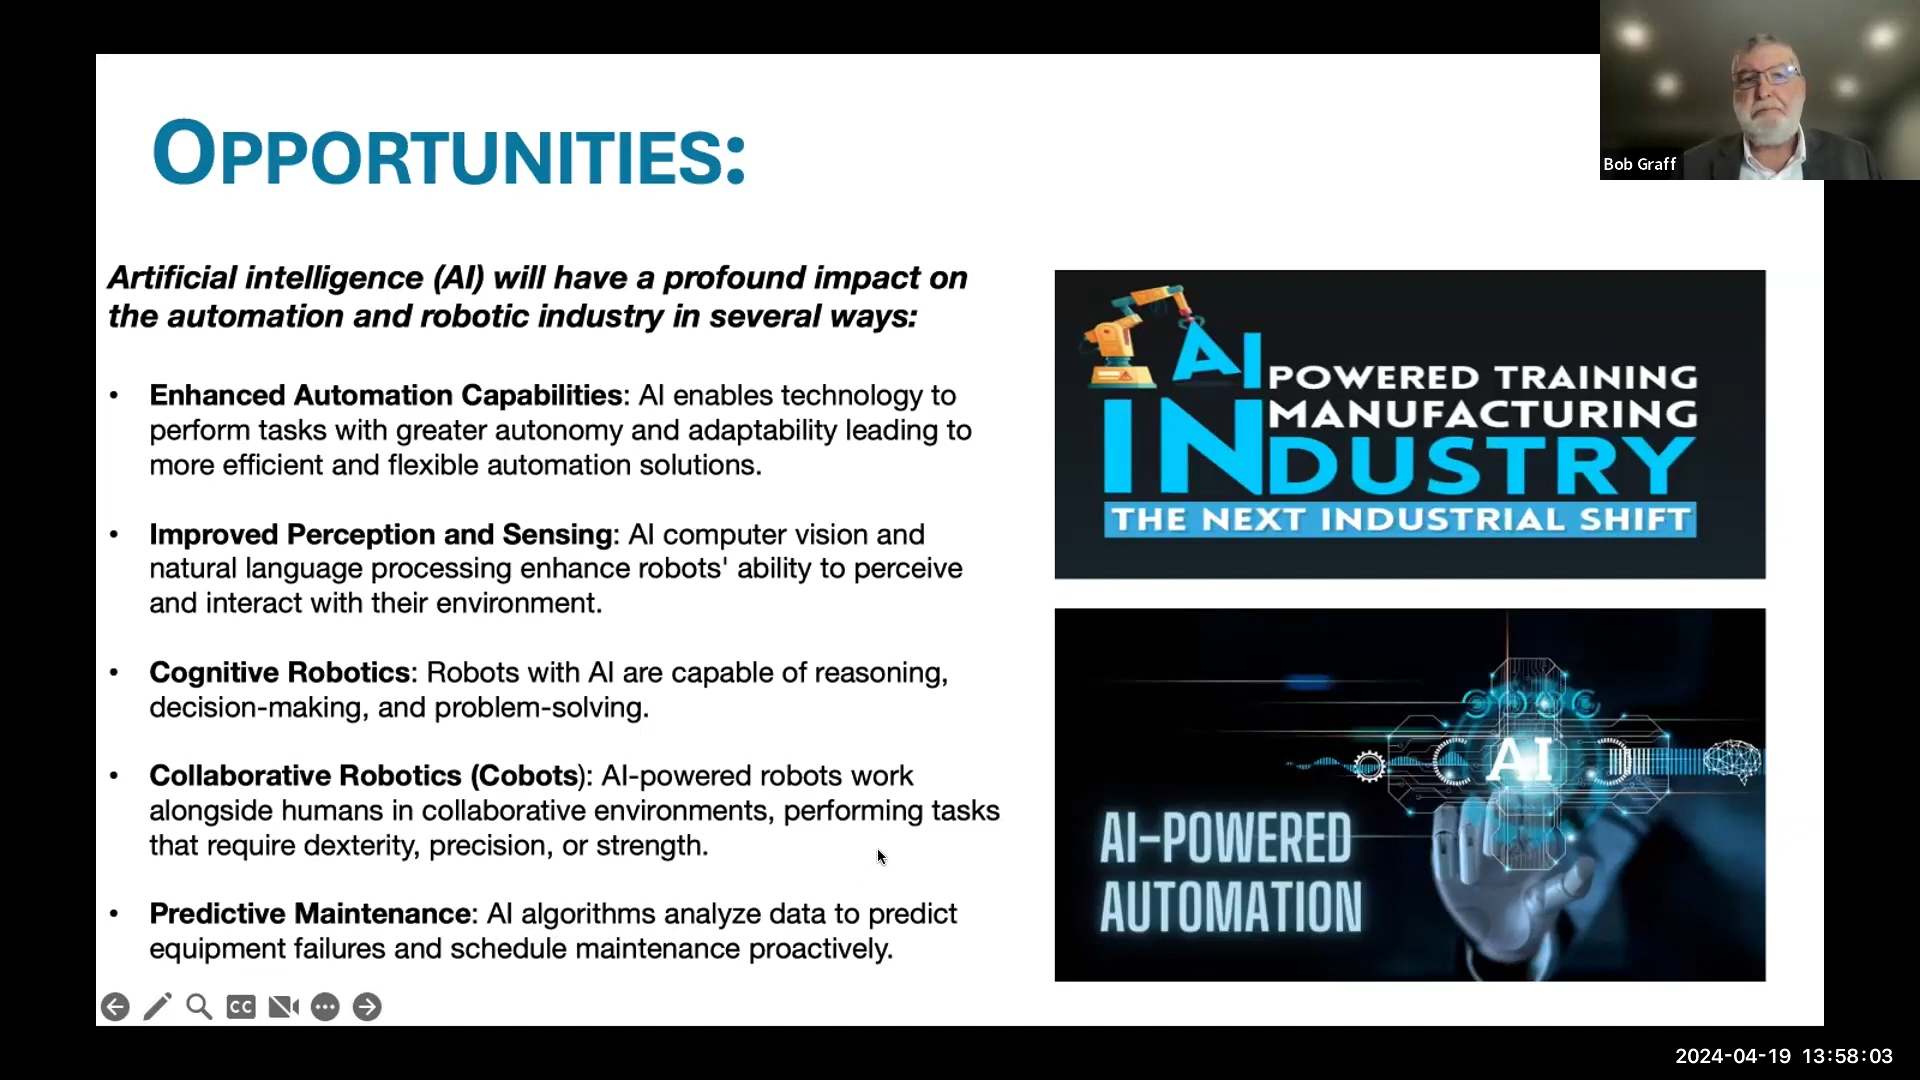 OPPORTUNITIES:
Bob Graff
Artificial intelligence (AI) will have a profound impact on
the automation and robotic industry in several ways:
• Enhanced Automation Capabilities: AI enables technology to
perform tasks with greater autonomy and adaptability leading to
more efficient and flexible automation solutions.
• Improved Perception and Sensing: AI computer vision and
natural language processing enhance robots' ability to perceive
and interact with their environment.
• Cognitive Robotics: Robots with AI are capable of reasoning,
decision-making, and problem-solving.
• Collaborative Robotics (Cobots): AI-powered robots work
alongside humans in collaborative environments, performing tasks
that require dexterity, precision, or strength.
• Predictive Maintenance: AI algorithms analyze data to predict
equipment failures and schedule maintenance proactively.
AI POWERED TRAINING
MANUFACTURING
INDUSTRY
THE NEXT INDUSTRIAL SHIFT
AI
AI-POWERED
AUTOMATION
CC
2024-04-19 13:58:03